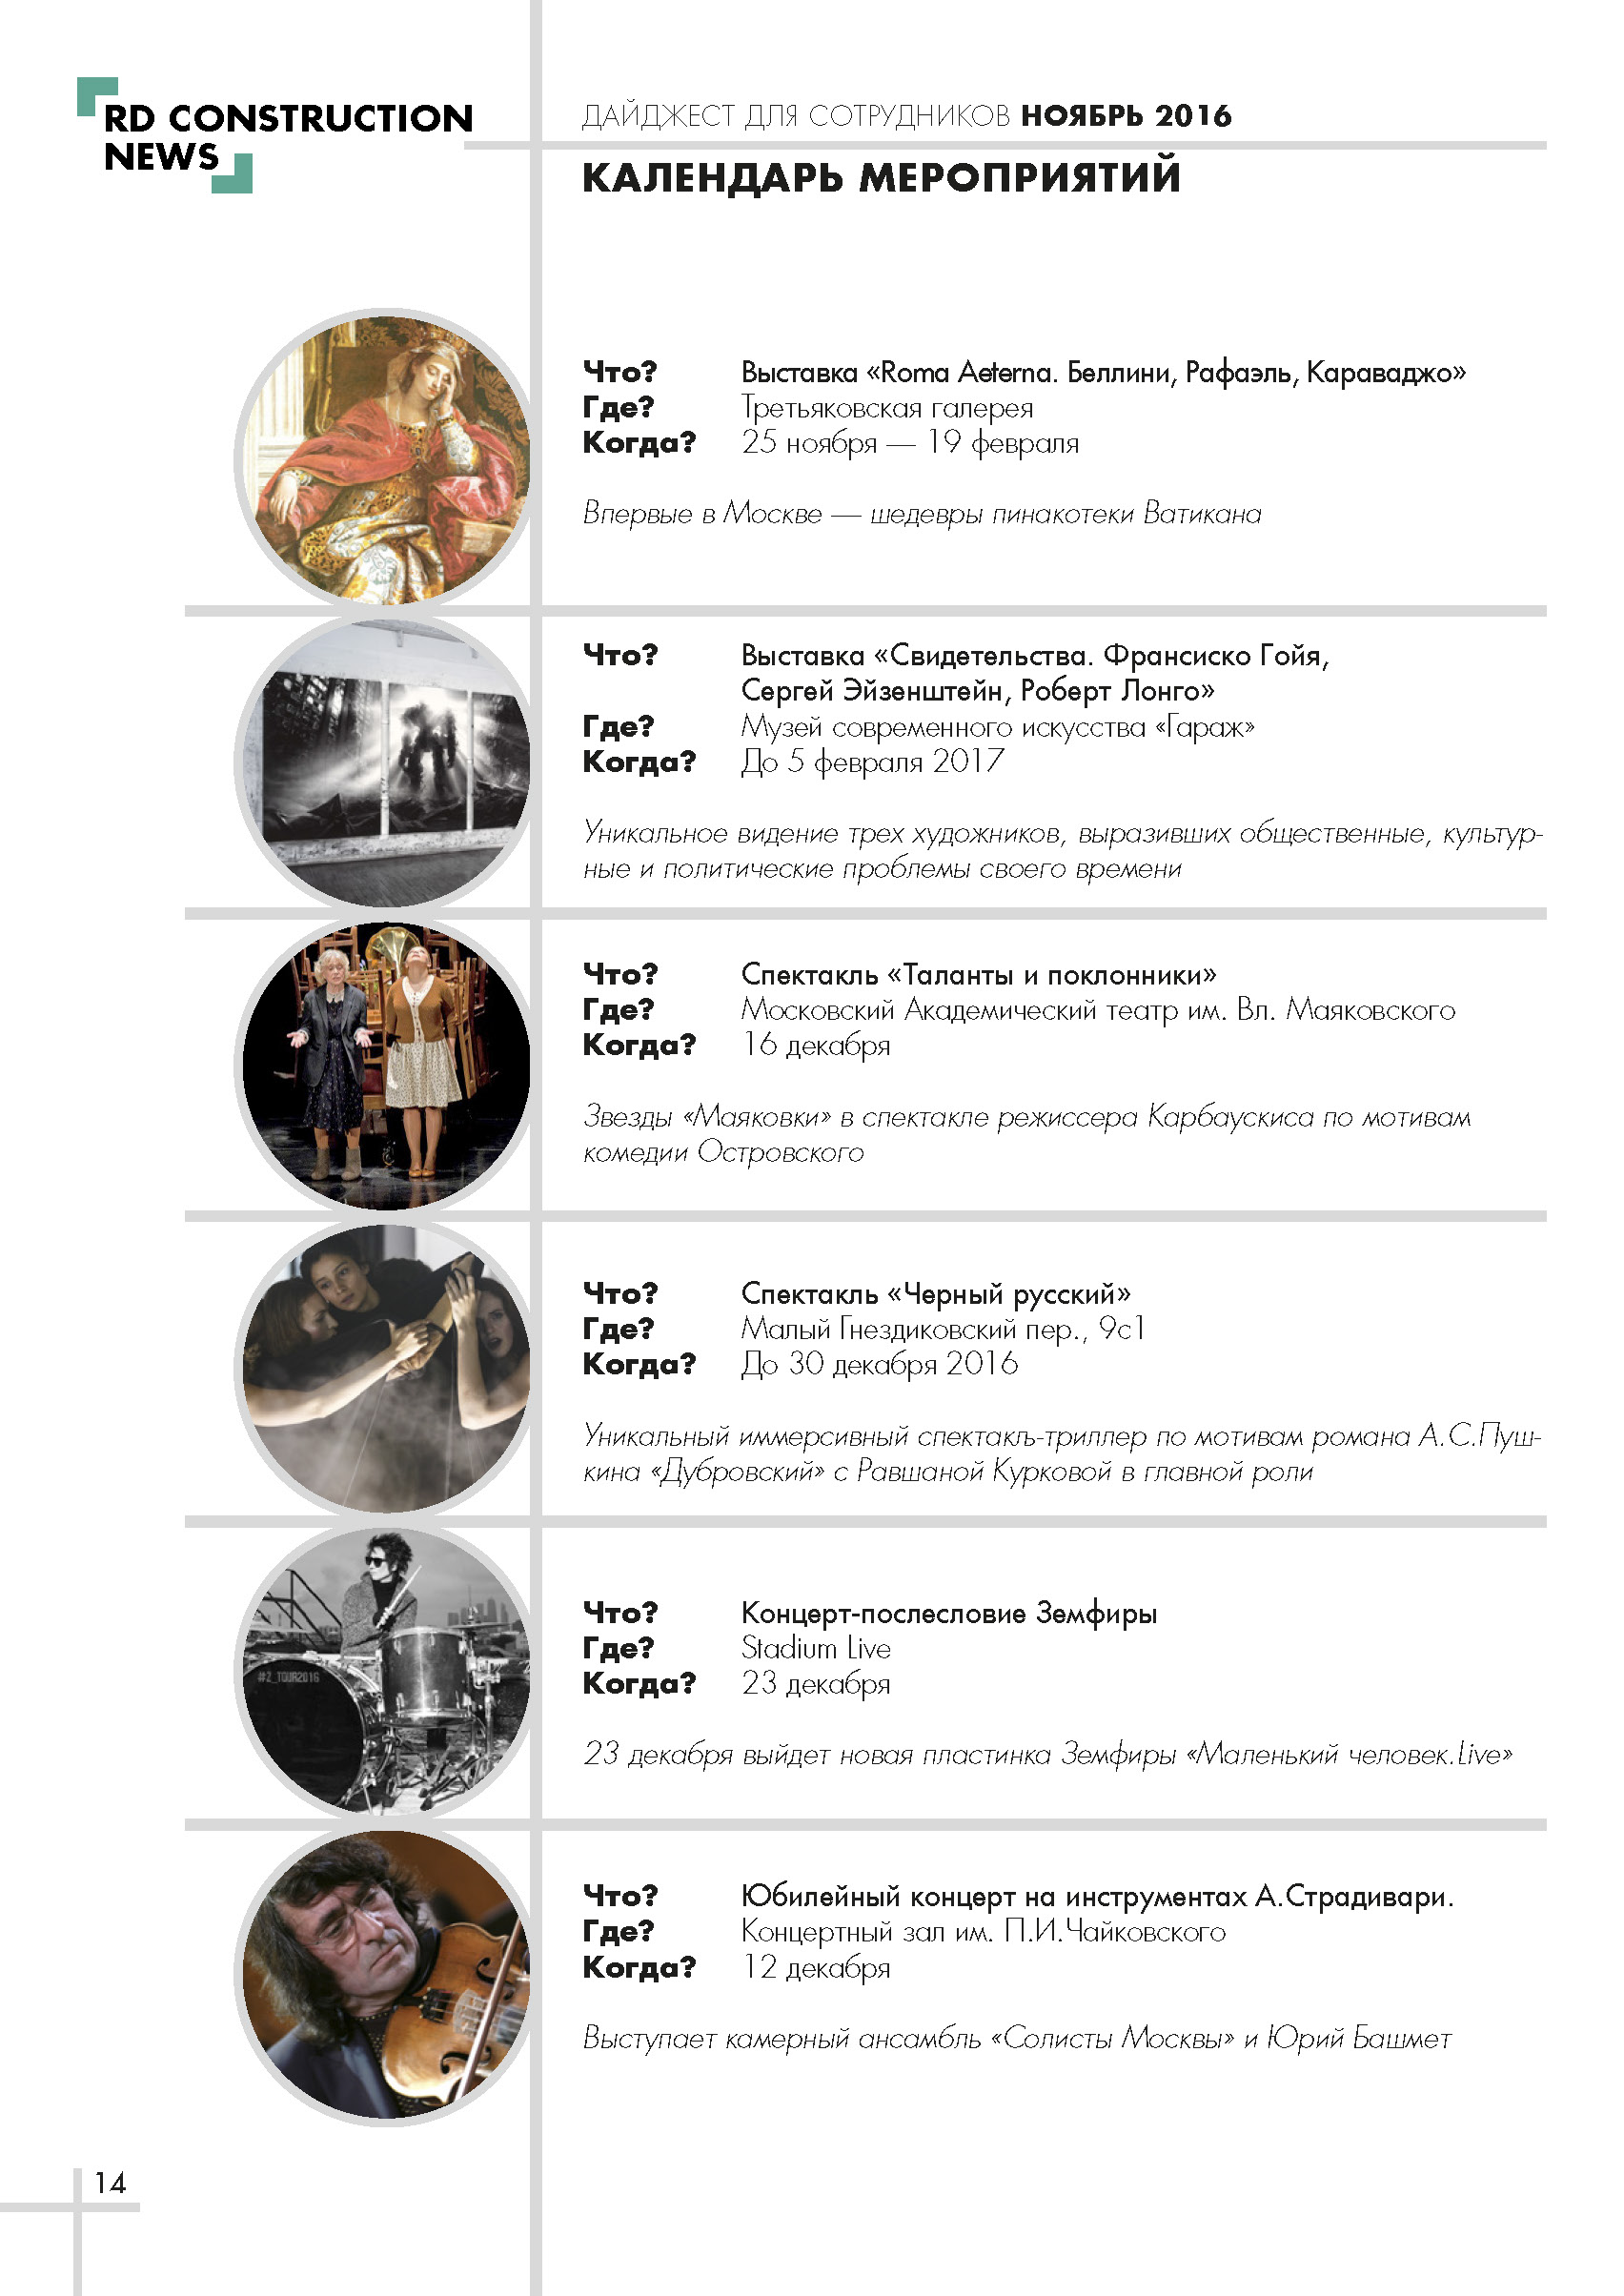 RD CONSTRUCTION
NEWS
ДАЙДЖЕСТ ДЛЯ СОТРУДНИКОВ НОЯБРЬ 2016
КАЛЕНДАРЬ МЕРОПРИЯТИЙ
Что? Выставка «Roma Aeterna. Беллини, Рафаэль, Караваджо»
Где? Третьяковская галерея
Когда? 25 ноября — 19 февраля
Впервые в Москве — шедевры пинакотеки Ватикана
Что? Выставка «Свидетельства. Франсиско Гойя,
Сергей Эйзенштейн, Роберт Лонго»
Где? Музей современного искусства «Гараж»
Когда? До 5 февраля 2017
Уникальное видение трех художников, выразивших общественные, культур-
ные и политические проблемы своего времени
Что? Спектакль «Таланты и поклонники»
Где? Московский Академический театр им. Вл. Маяковского
Когда? 16 декабря
Звезды «Маяковки» в спектакле режиссера Карбаускиса по мотивам
комедии Островского
Что? Спектакль «Черный русский»
Где? Малый Гнездиковский пер., 9с1
Когда? До 30 декабря 2016
Уникальный иммерсивный спектакль-триллер по мотивам романа А.С.Пуш-
кина «Дубровский» с Равшаной Курковой в главной роли
#2_TOUR2016
Что? Концерт-послесловие Земфиры
Где? Stadium Live
Когда? 23 декабря
23 декабря выйдет новая пластинка Земфиры «Маленький человек.Live»
Что? Юбилейный концерт на инструментах А.Страдивари.
Где? Концертный зал им. П.И.Чайковского
Когда? 12 декабря
Выступает камерный ансамбль «Солисты Москвы» и Юрий Башмет
14